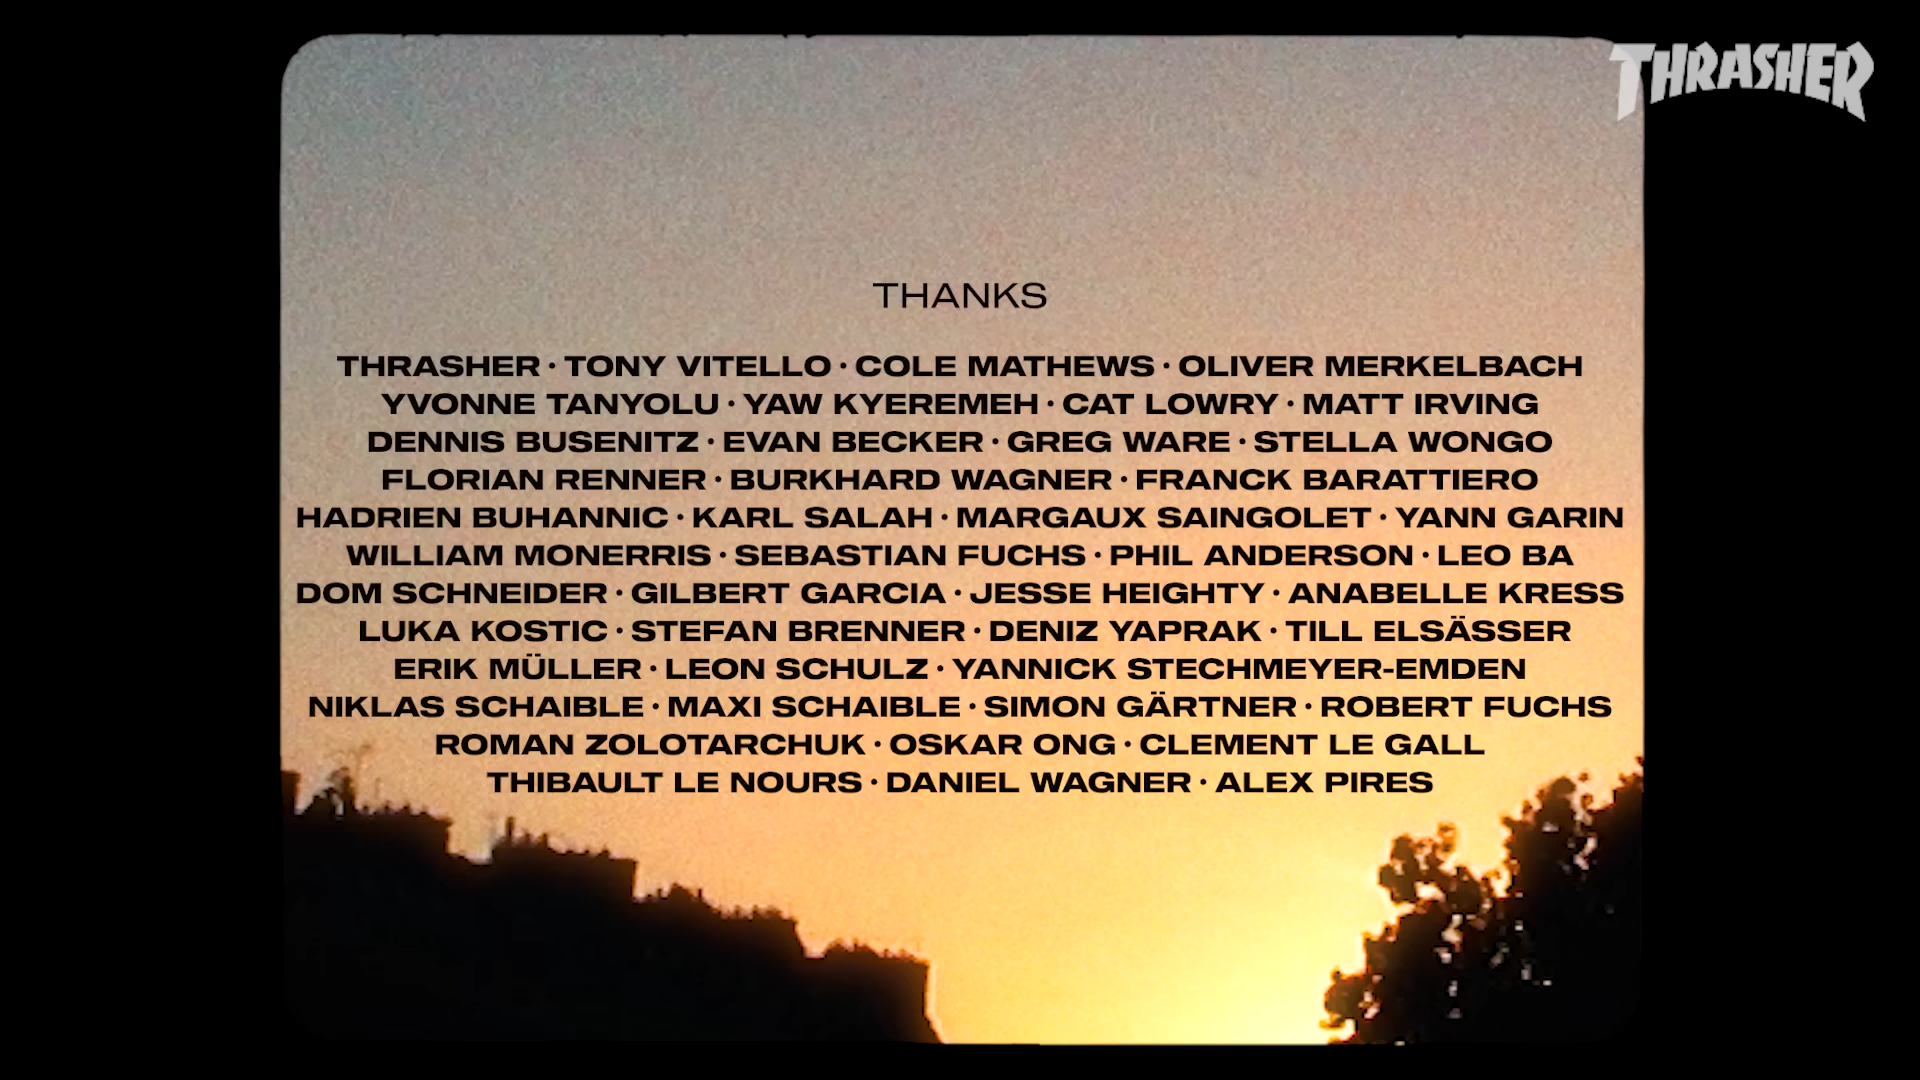 THRASHER
THANKS
THRASHER · TONY VITELLO · COLE MATHEWS · OLIVER MERKELBACH
YVONNE TANYOLU · YAW KYEREMEH · CAT LOWRY · MATT IRVING
DENNIS BUSENITZ · EVAN BECKER · GREG WARE · STELLA WONGO
FLORIAN RENNER · BURKHARD WAGNER · FRANCK BARATTIERO
HADRIEN BUHANNIC · KARL SALAH · MARGAUX SAINGOLET · YANN GARIN
WILLIAM MONERRIS · SEBASTIAN FUCHS · PHIL ANDERSON · LEO BA
DOM SCHNEIDER · GILBERT GARCIA · JESSE HEIGHTY · ANABELLE KRESS
LUKA KOSTIC · STEFAN BRENNER · DENIZ YAPRAK · TILL ELSÄSSER
ERIK MÜLLER · LEON SCHULZ · YANNICK STECHMEYER-EMDEN
NIKLAS SCHAIBLE · MAXI SCHAIBLE · SIMON GÄRTNER · ROBERT FUCHS
ROMAN ZOLOTARCHUK · OSKAR ONG · CLEMENT LE GALL
THIBAULT LE NOURS · DANIEL WAGNER · ALEX PIRES